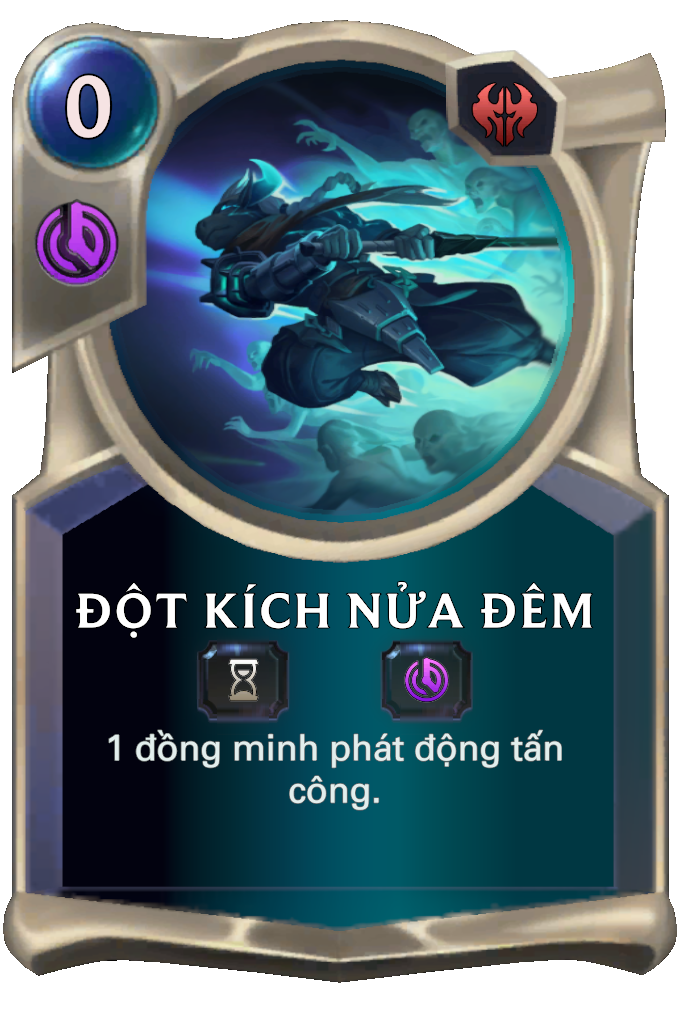 0
ĐỘT KÍCH NỬA ĐÊM
1 đồng minh phát động tấn
công.